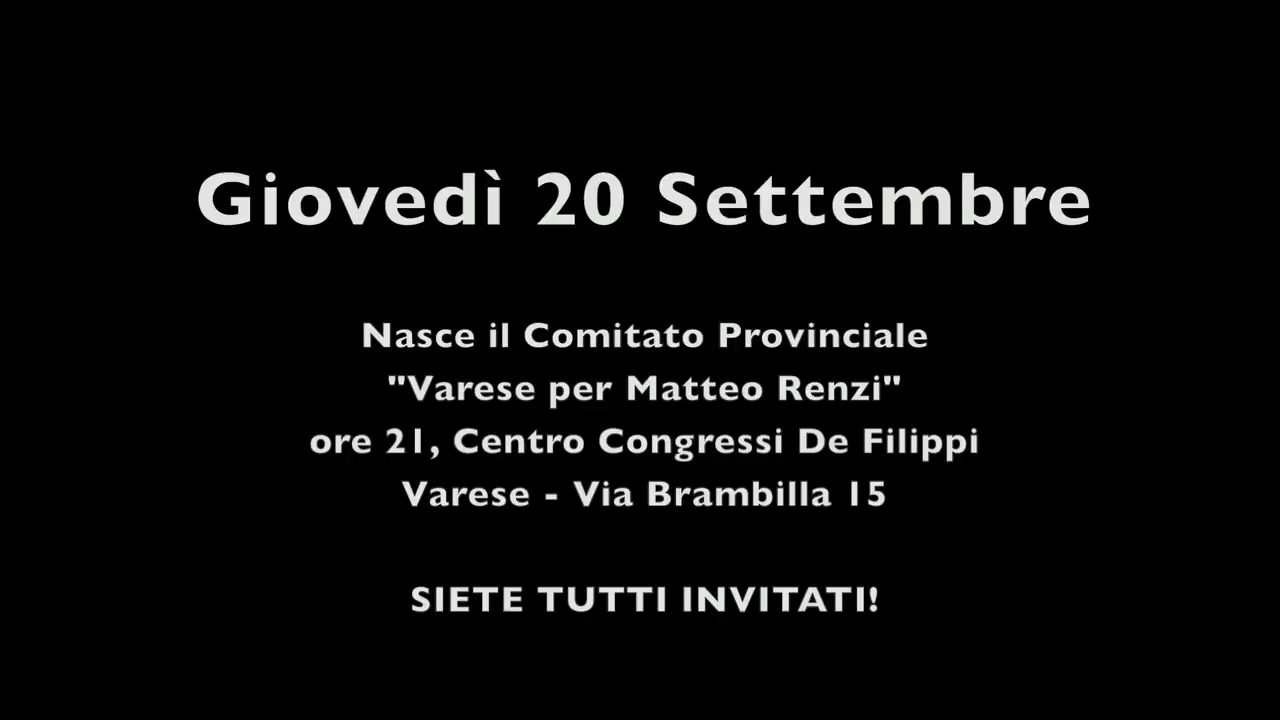 Giovedì 20 Settembre
Nasce il Comitato Provinciale
"Varese per Matteo Renzi"
ore 21, Centro Congressi De Filippi
Varese - Via Brambilla 15
SIETE TUTTI INVITATI!